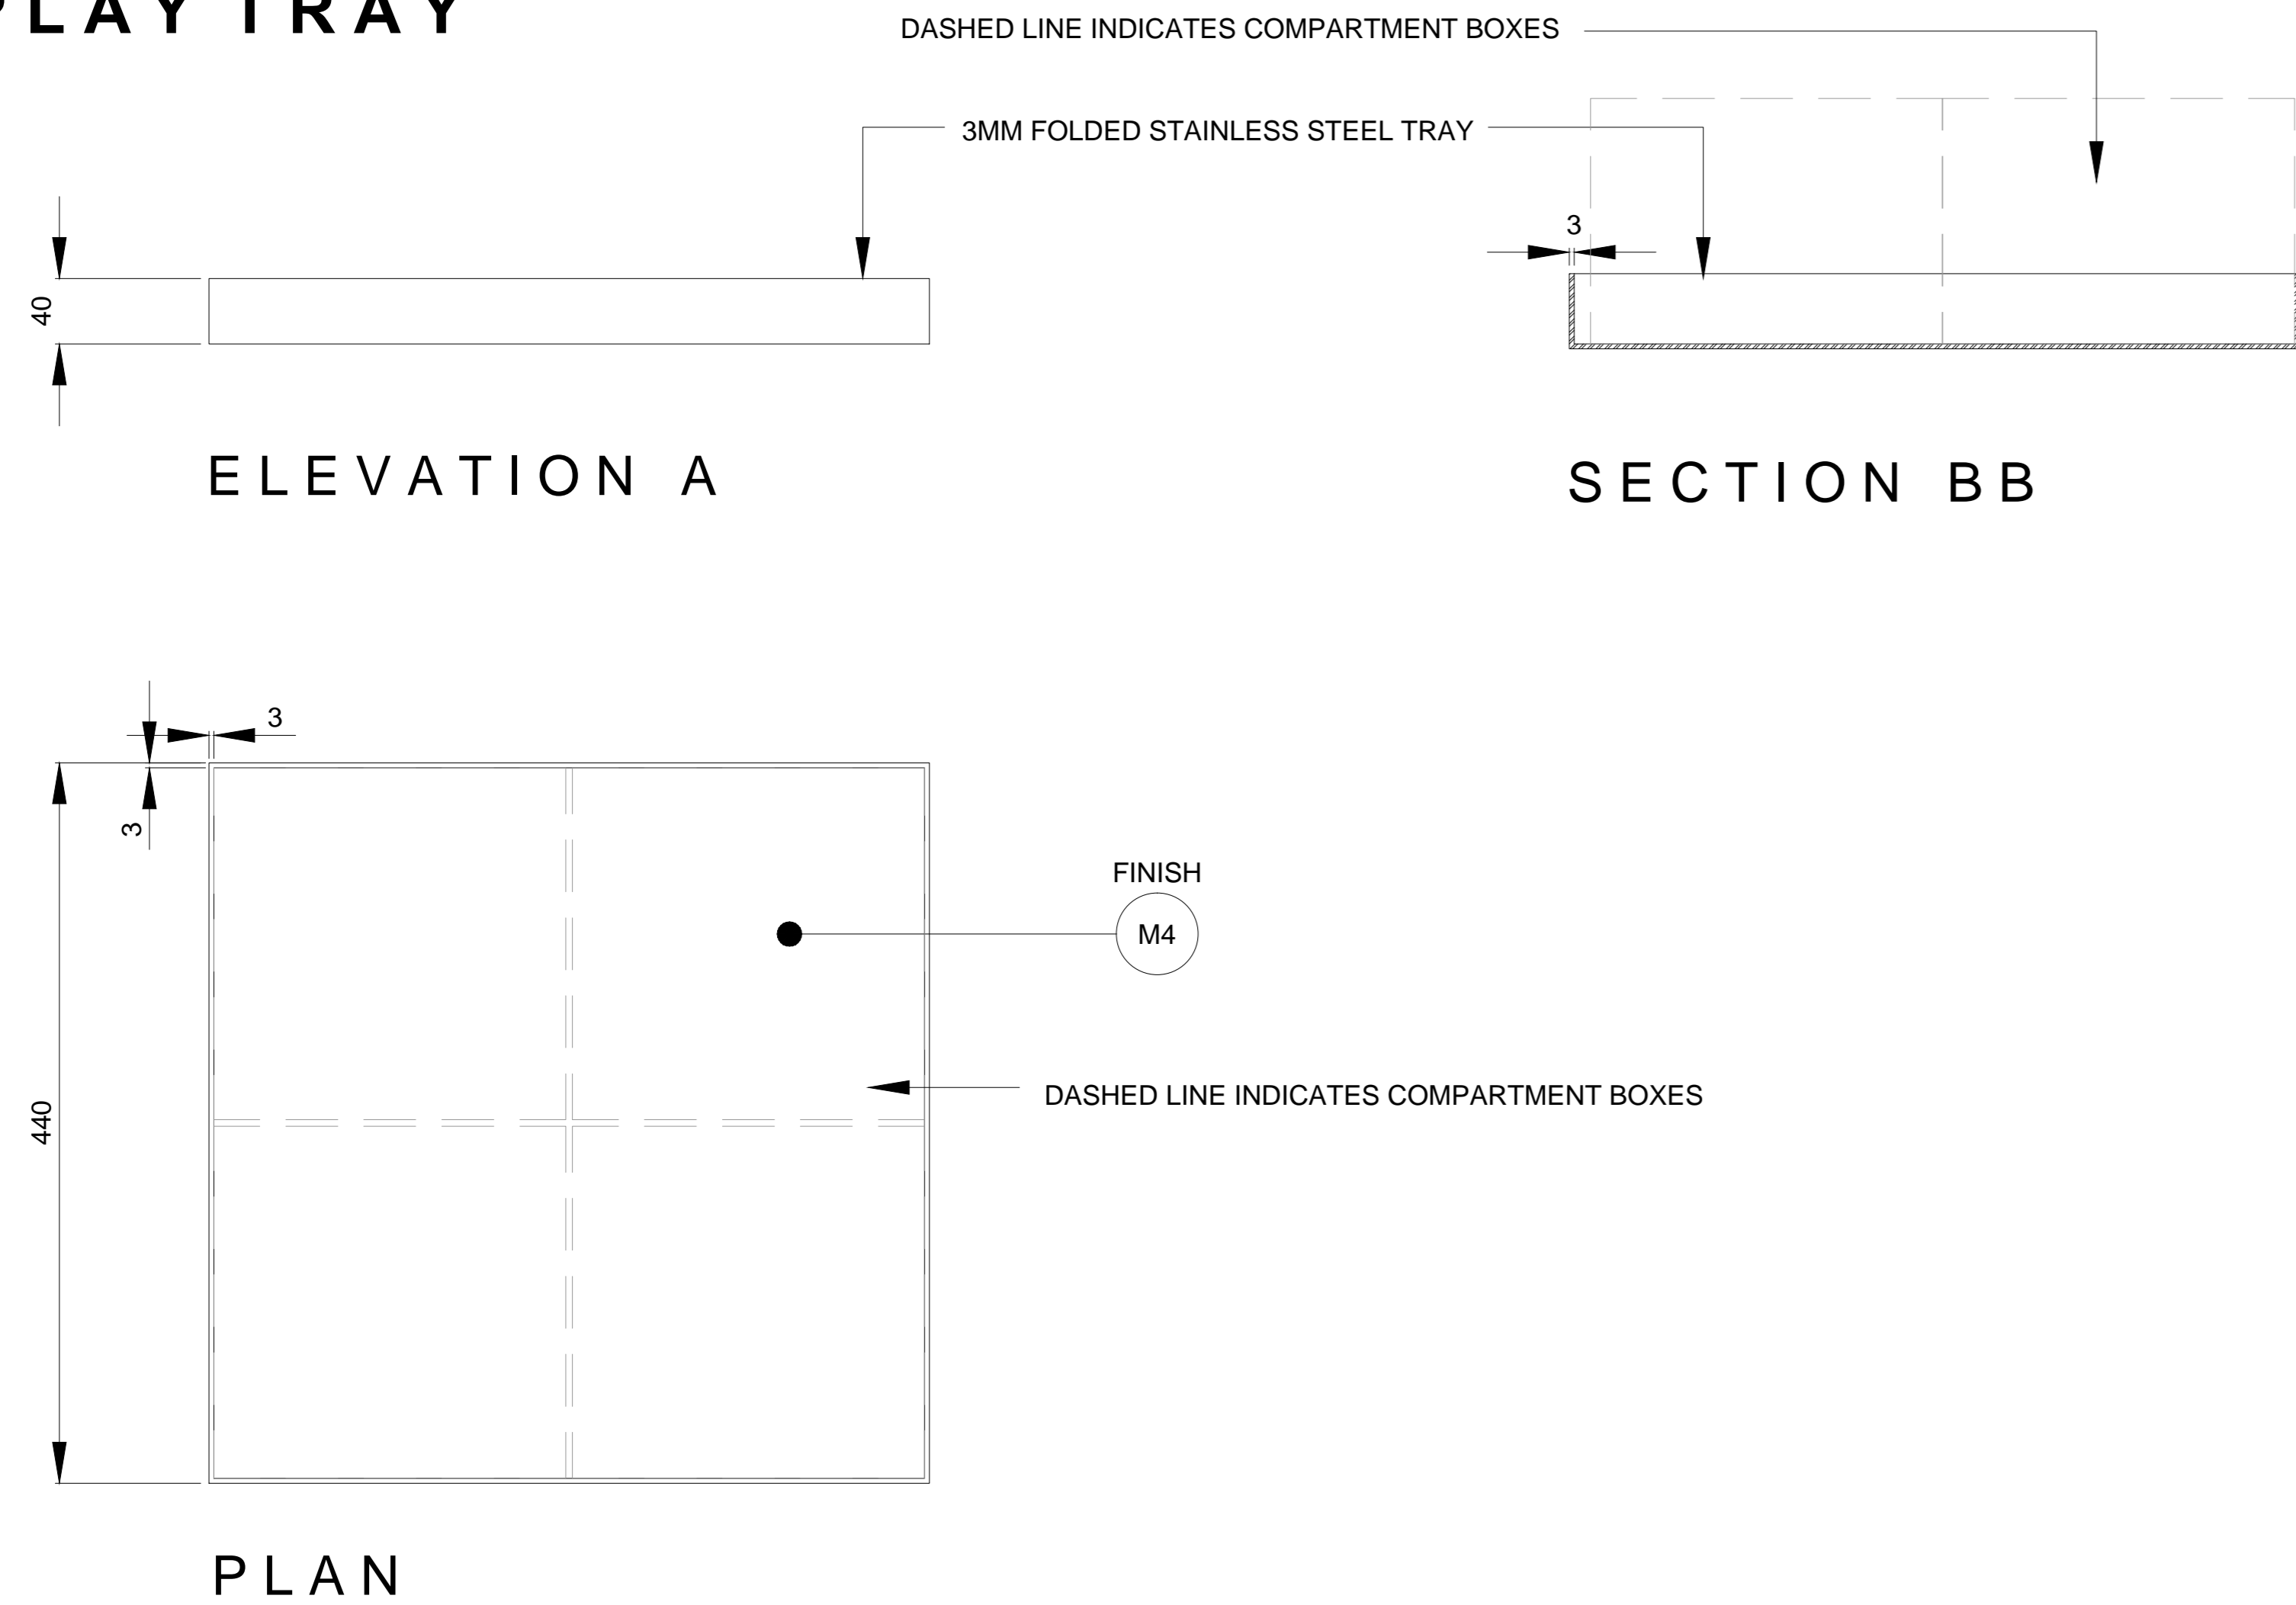 PLAY TRAY
DASHED LINE INDICATES COMPARTMENT BOXES
3MM FOLDED STAINLESS STEEL TRAY
3
40
ELEVATION A
SECTION BB
3
3
FINISH
M4
440
DASHED LINE INDICATES COMPARTMENT BOXES
PLAN